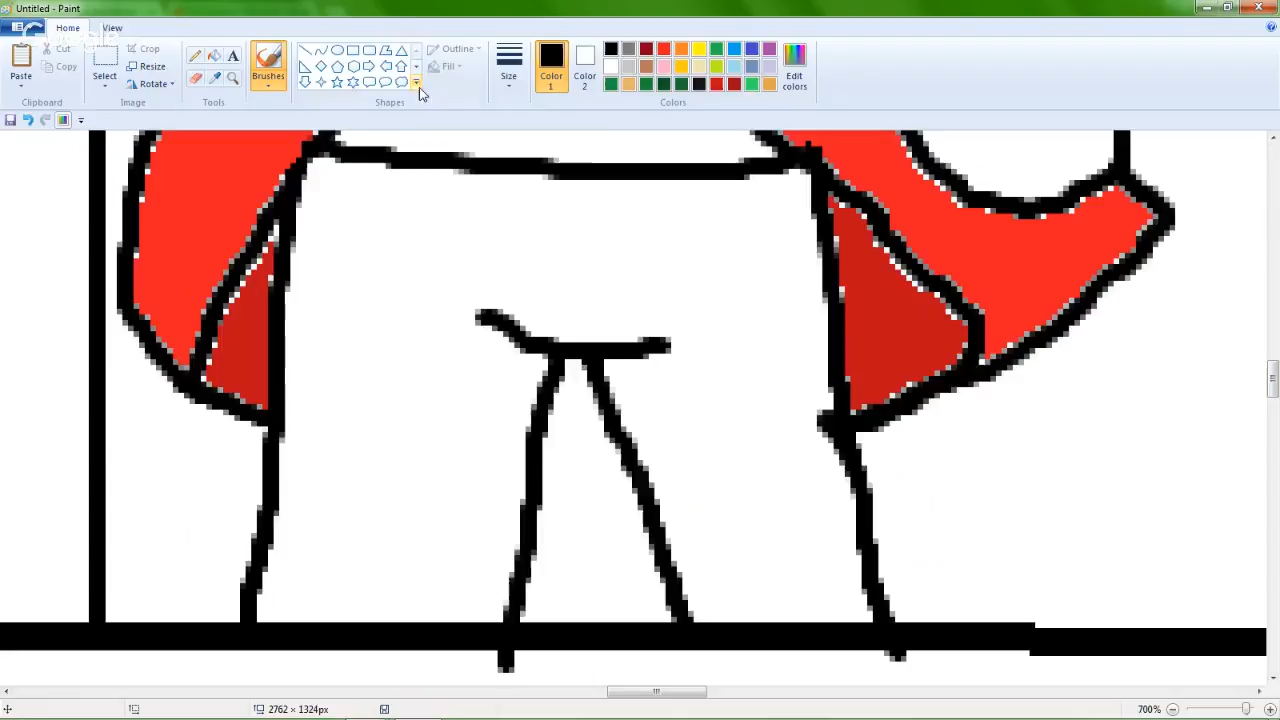 Untitled - Paint
Home View
Paste
Cut
Copy
Clipboard
Select
Crop
Resize
Rotate
Image
Tools
Brushes
Shapes
Outline
Fill
Size
Color 1
Color 2
Edit colors
Colors
2762 × 1324px
700%